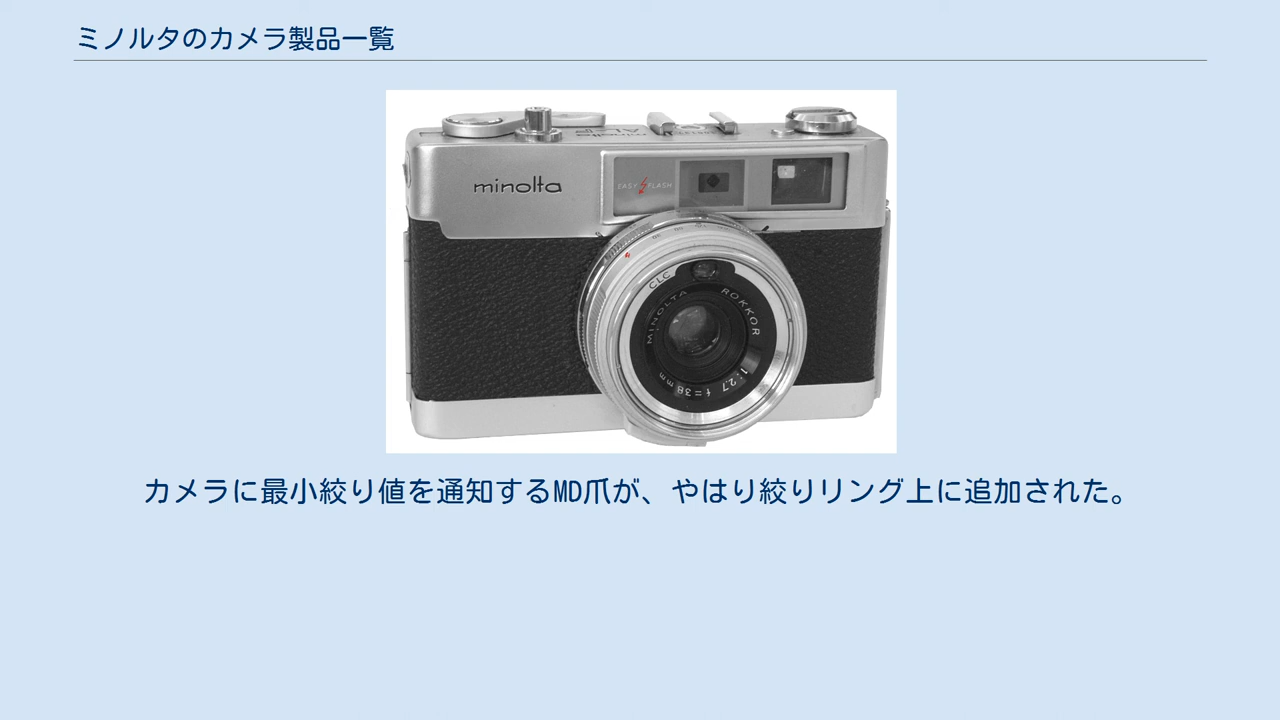 ミノルタのカメラ製品一覧
minolta
EASY FLASH
CLC
MINOLTA ROKKOR
1:2.7 f=38mm
カメラに最小絞り値を通知するMD爪が、やはり絞りリング上に追加された。